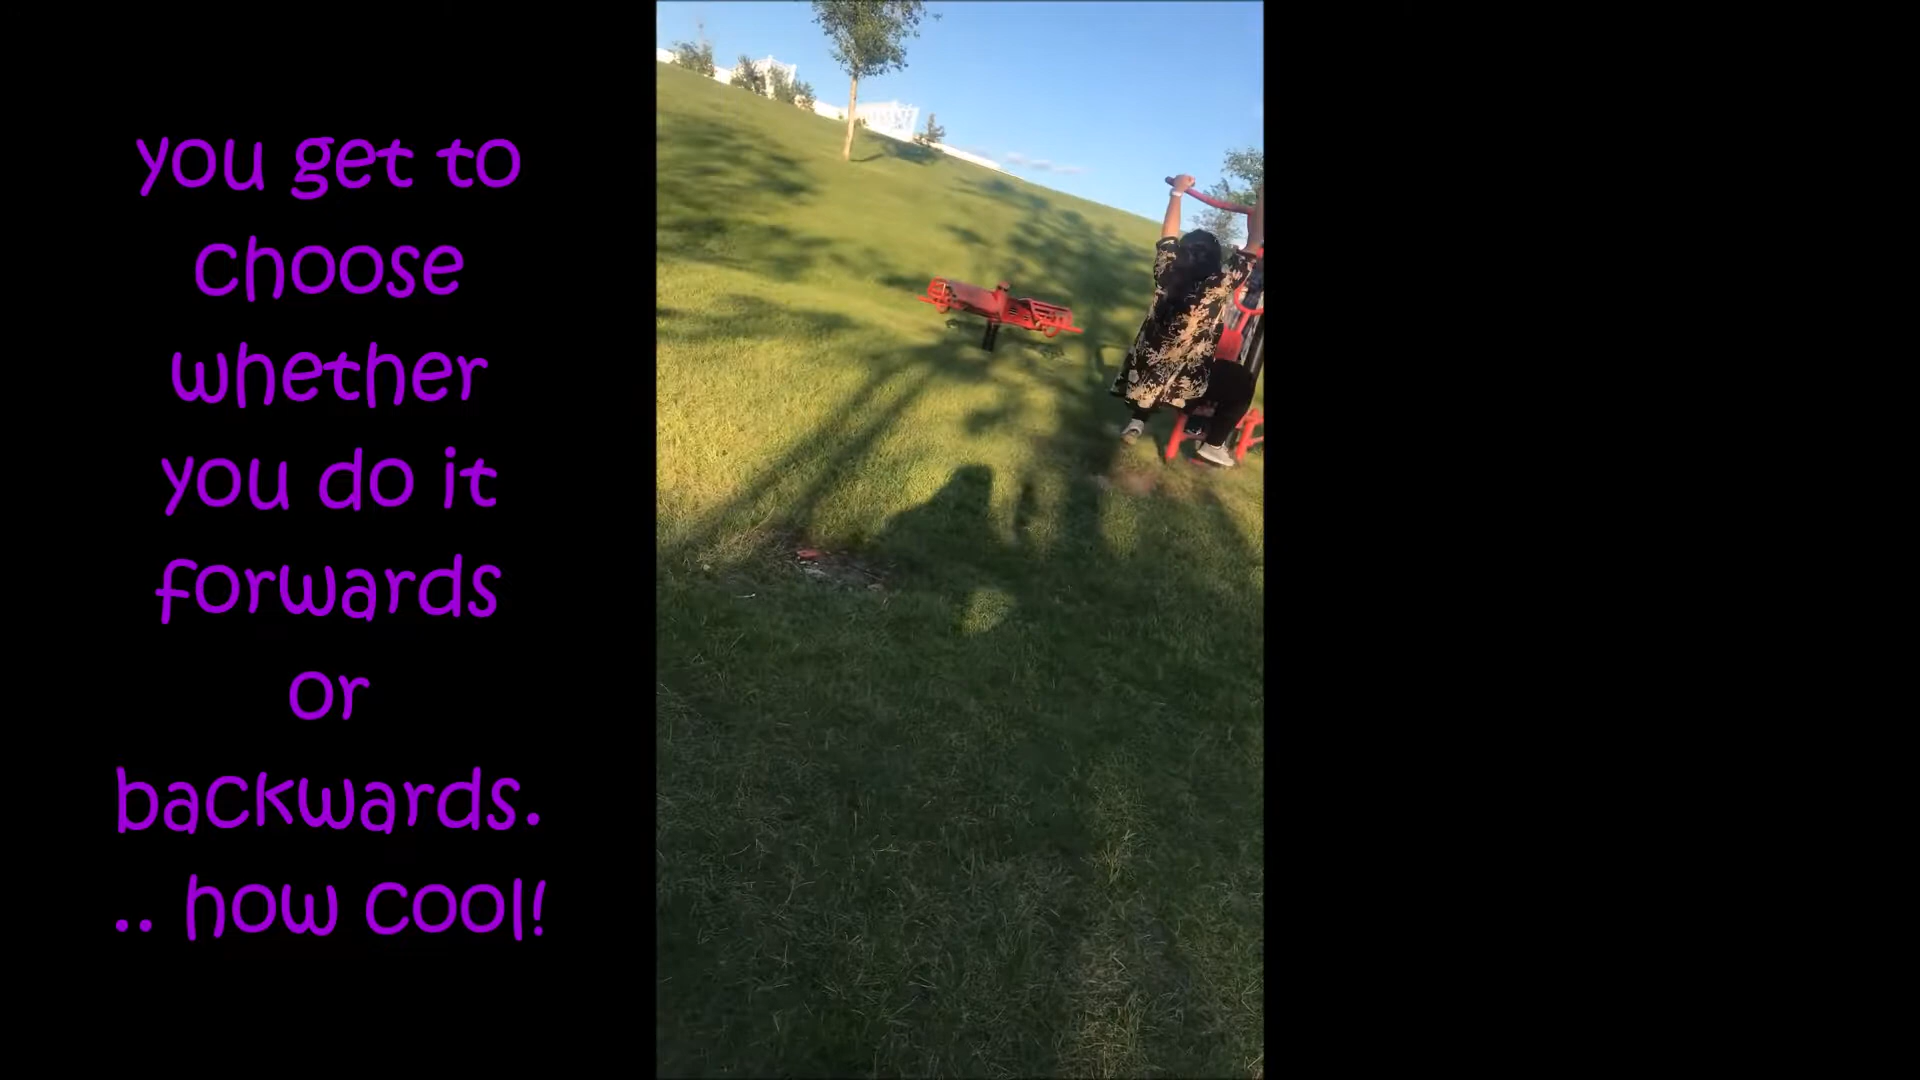 you get to
choose
whether
you do it
forwards
or
backwards.
.. how cool!